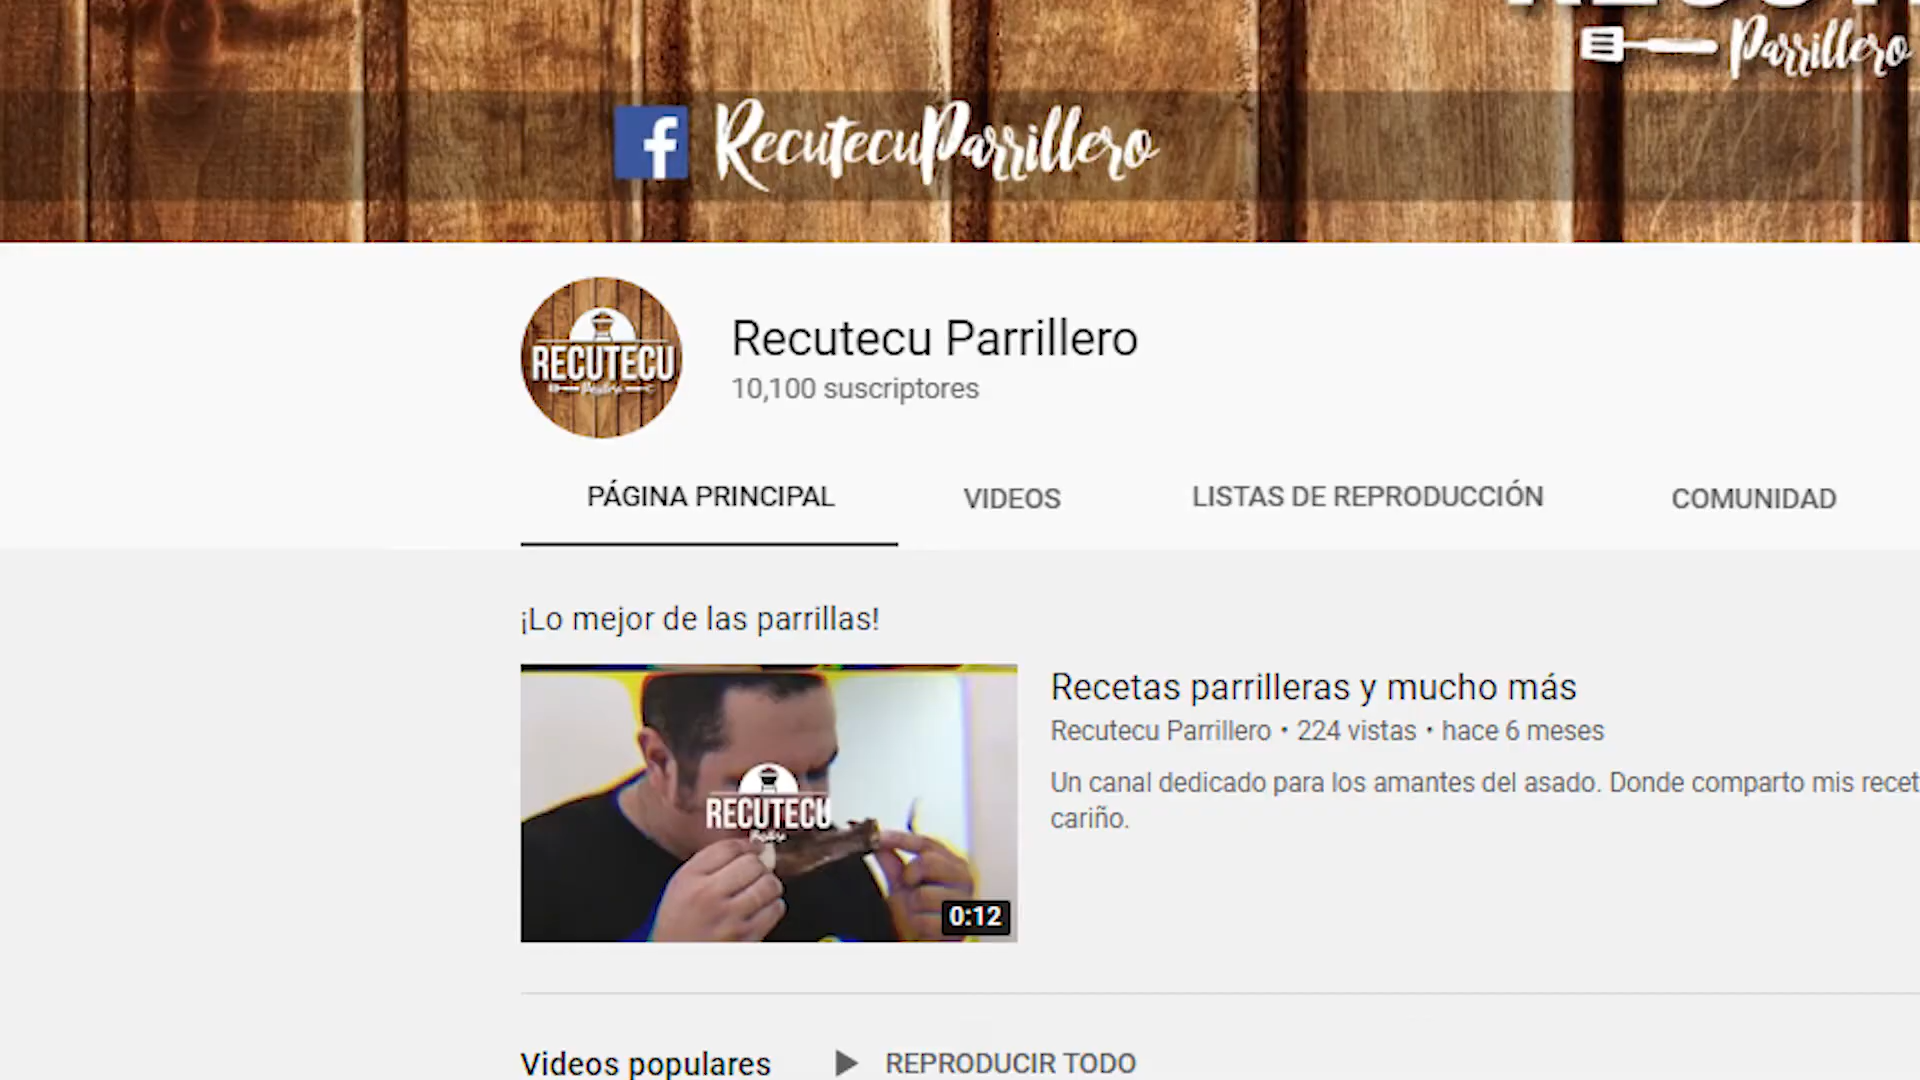 Parrillero
RecutecuParrillero
RECUTECU
Recutecu Parrillero
10,100 suscriptores
PÁGINA PRINCIPAL
VIDEOS
LISTAS DE REPRODUCCIÓN
COMUNIDAD
¡Lo mejor de las parrillas!
RECUTECU
0:12
Recetas parrilleras y mucho más
Recutecu Parrillero • 224 vistas • hace 6 meses
Un canal dedicado para los amantes del asado. Donde comparto mis recet
cariño.
Videos populares
REPRODUCIR TODO